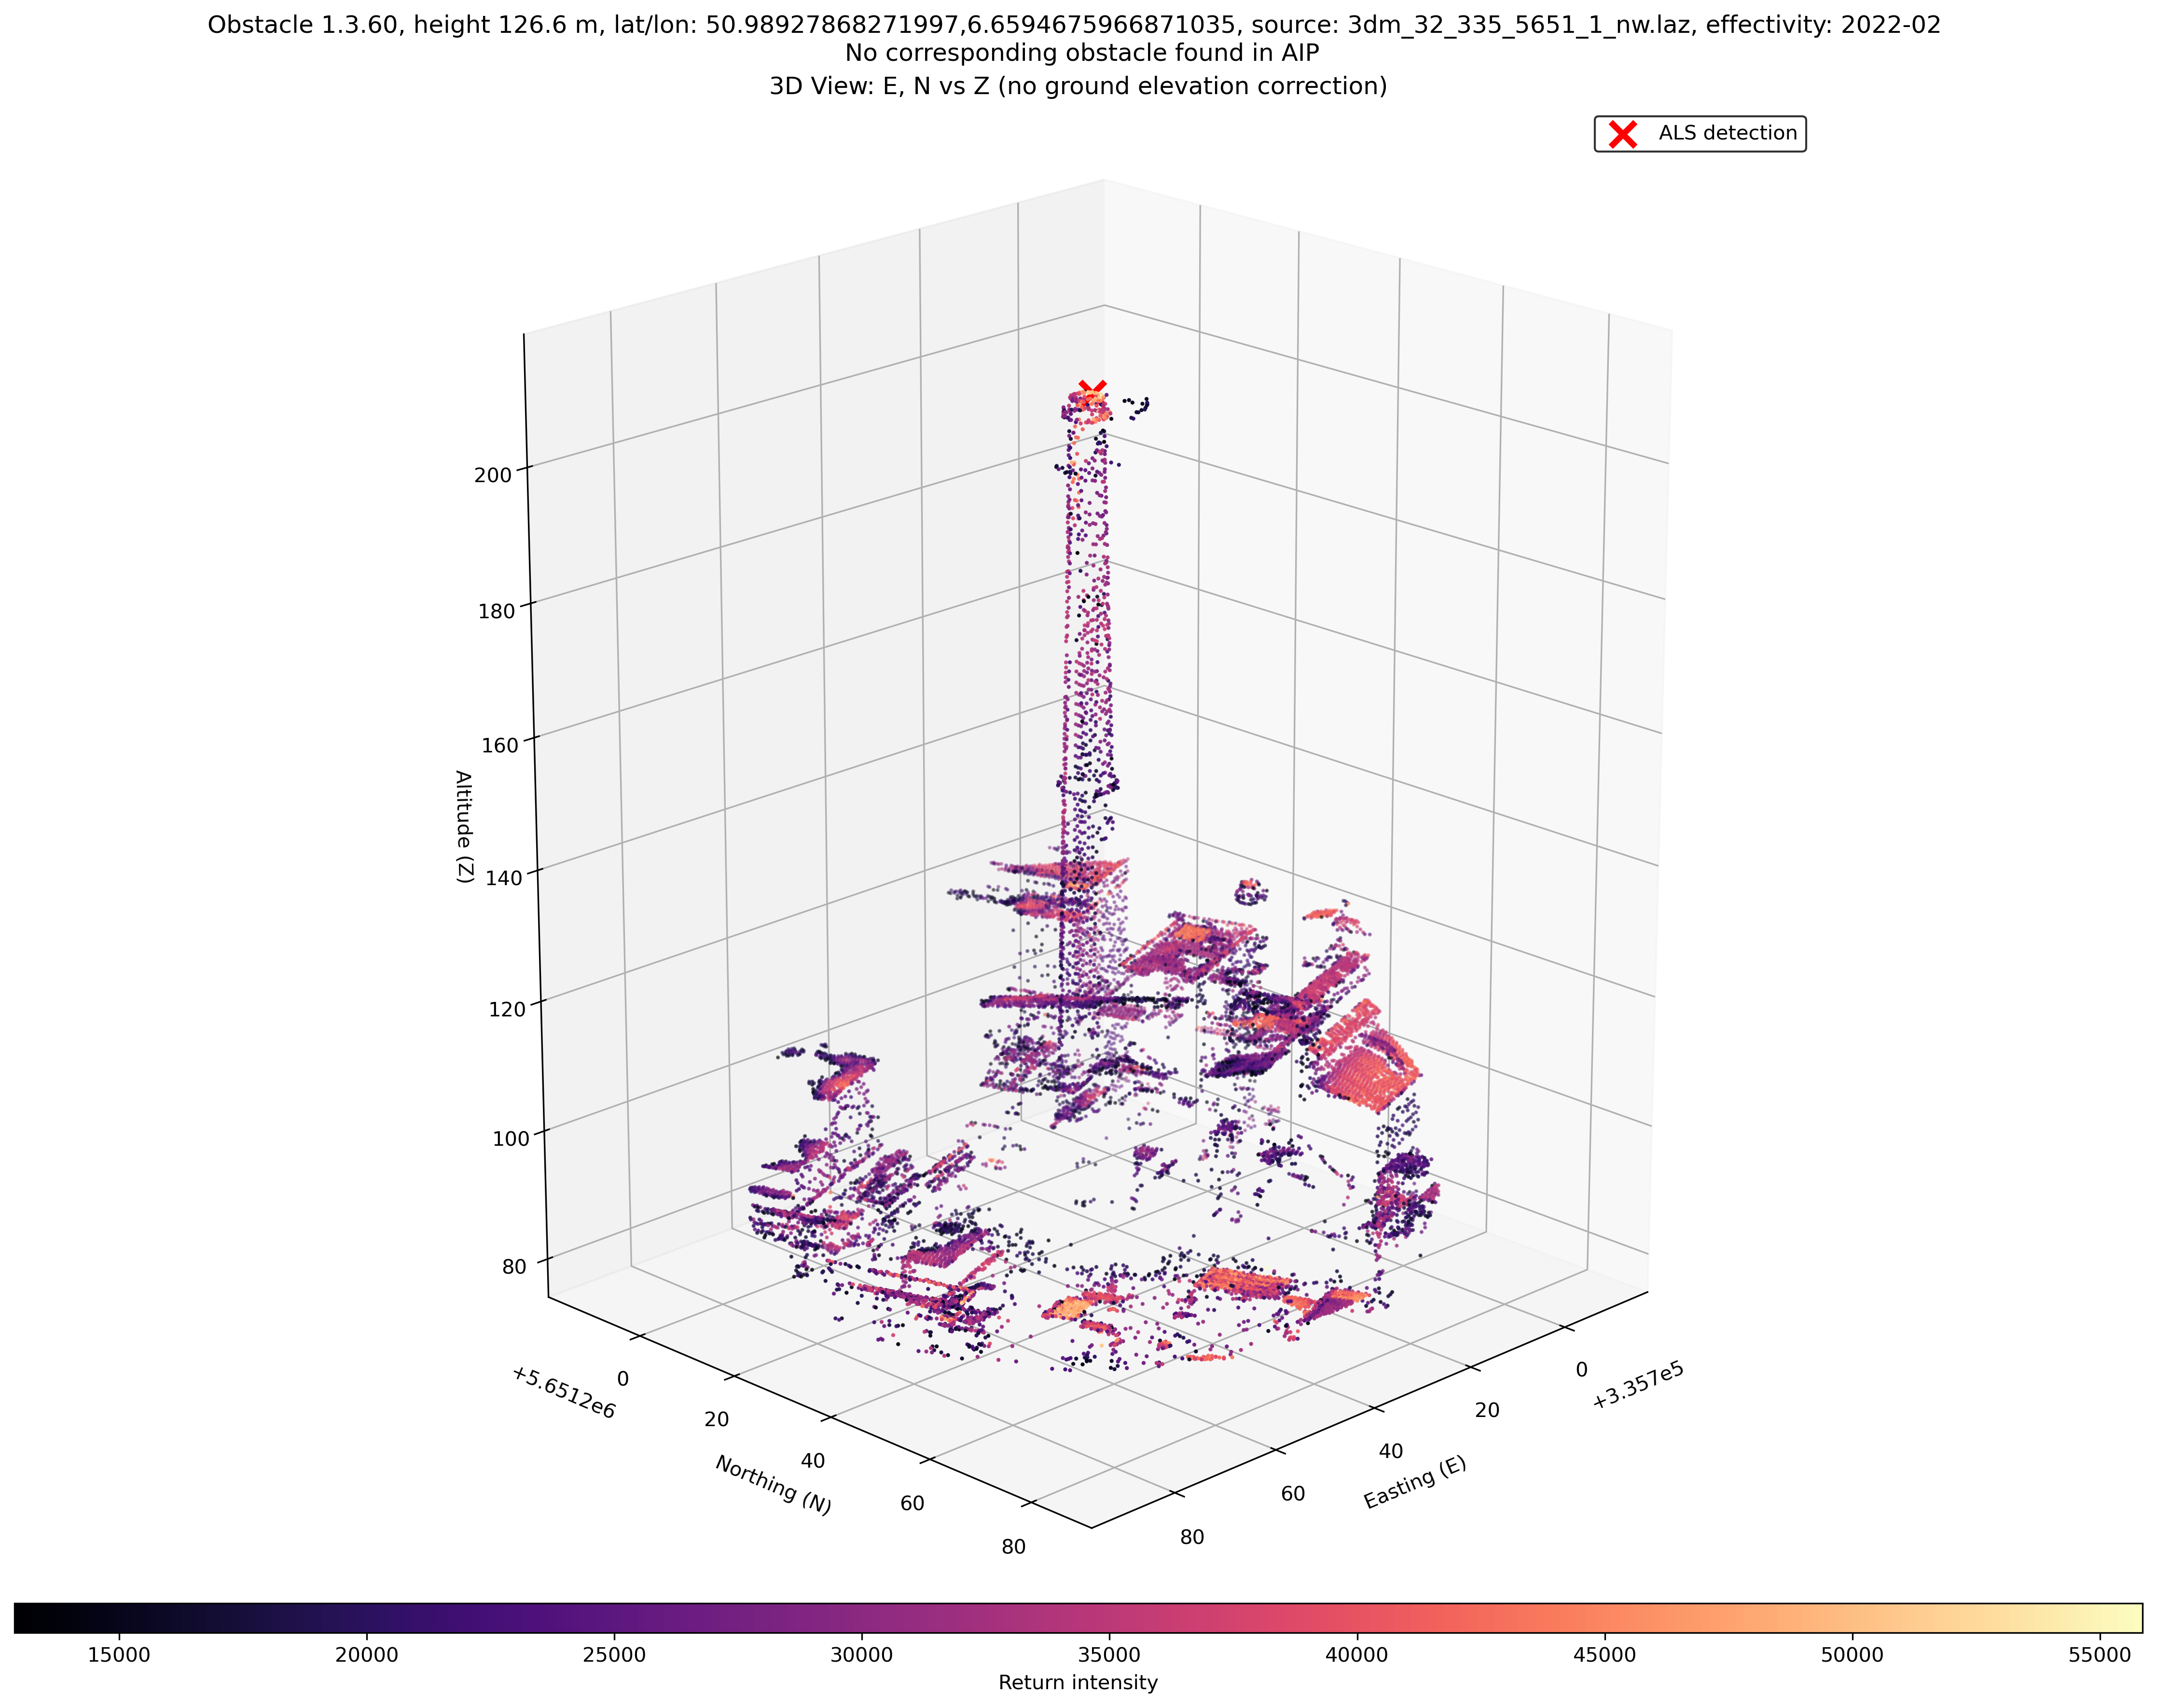 Obstacle 1.3.60, height 126.6 m, lat/lon: 50.98927868271997,6.6594675966871035, source: 3dm_32_335_5651_1_nw.laz, effectivity: 2022-02
No corresponding obstacle found in AIP
3D View: E, N vs Z (no ground elevation correction)
ALS detection
200
180
160
140
120
100
80
Altitude (Z)
+5.6512e6
0
20
40
60
80
Northing (N)
+3.357e5
0
20
40
60
80
Easting (E)
15000
20000
25000
30000
35000
40000
45000
50000
55000
Return intensity